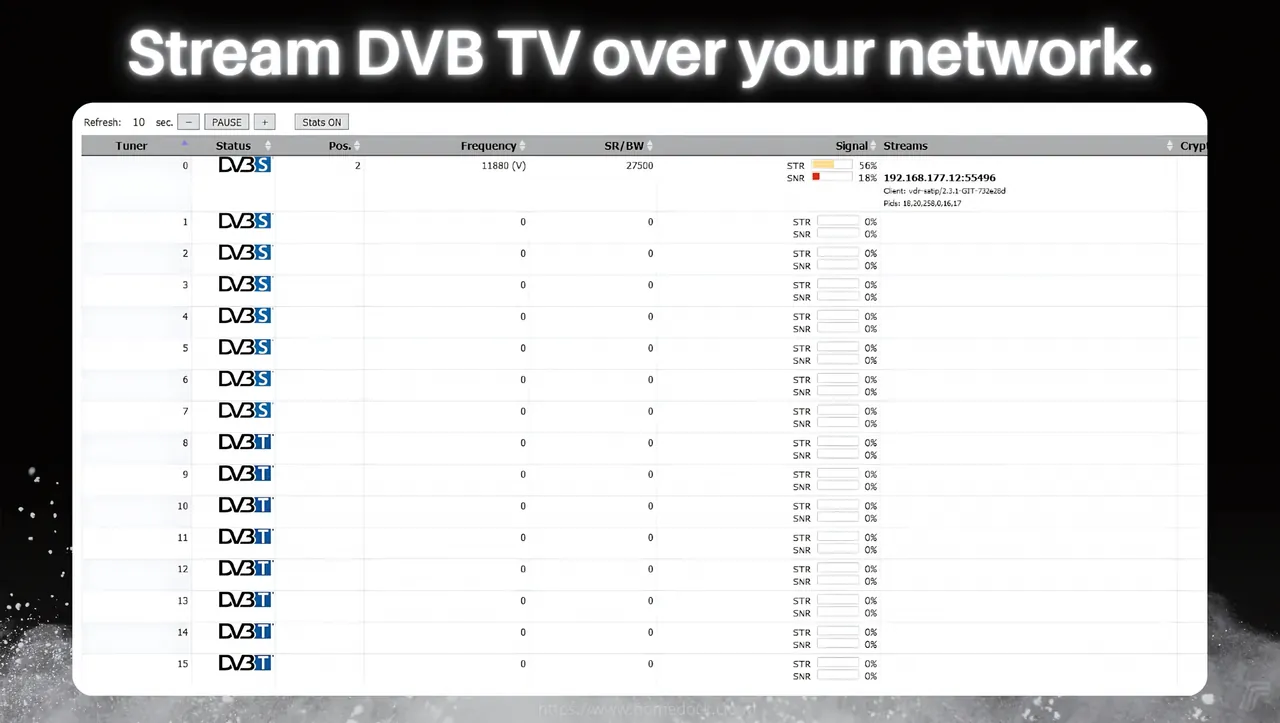 Stream DVB TV over your network.
Refresh: 10 sec. − PAUSE + Stats ON
Tuner Status Pos. Frequency SR/BW Signal Streams Crypt
0 DVB S 2 11880 (V) 27500 STR 56%
SNR 18% 192.168.177.12:55496
Client: vdr-satip/2.3.1-GIT-732e28d
Pids: 18,20,258,0,16,17
1 DVB S 0 0 STR 0%
SNR 0%
2 DVB S 0 0 STR 0%
SNR 0%
3 DVB S 0 0 STR 0%
SNR 0%
4 DVB S 0 0 STR 0%
SNR 0%
5 DVB S 0 0 STR 0%
SNR 0%
6 DVB S 0 0 STR 0%
SNR 0%
7 DVB S 0 0 STR 0%
SNR 0%
8 DVB T 0 0 STR 0%
SNR 0%
9 DVB T 0 0 STR 0%
SNR 0%
10 DVB T 0 0 STR 0%
SNR 0%
11 DVB T 0 0 STR 0%
SNR 0%
12 DVB T 0 0 STR 0%
SNR 0%
13 DVB T 0 0 STR 0%
SNR 0%
14 DVB T 0 0 STR 0%
SNR 0%
15 DVB T 0 0 STR 0%
SNR 0%